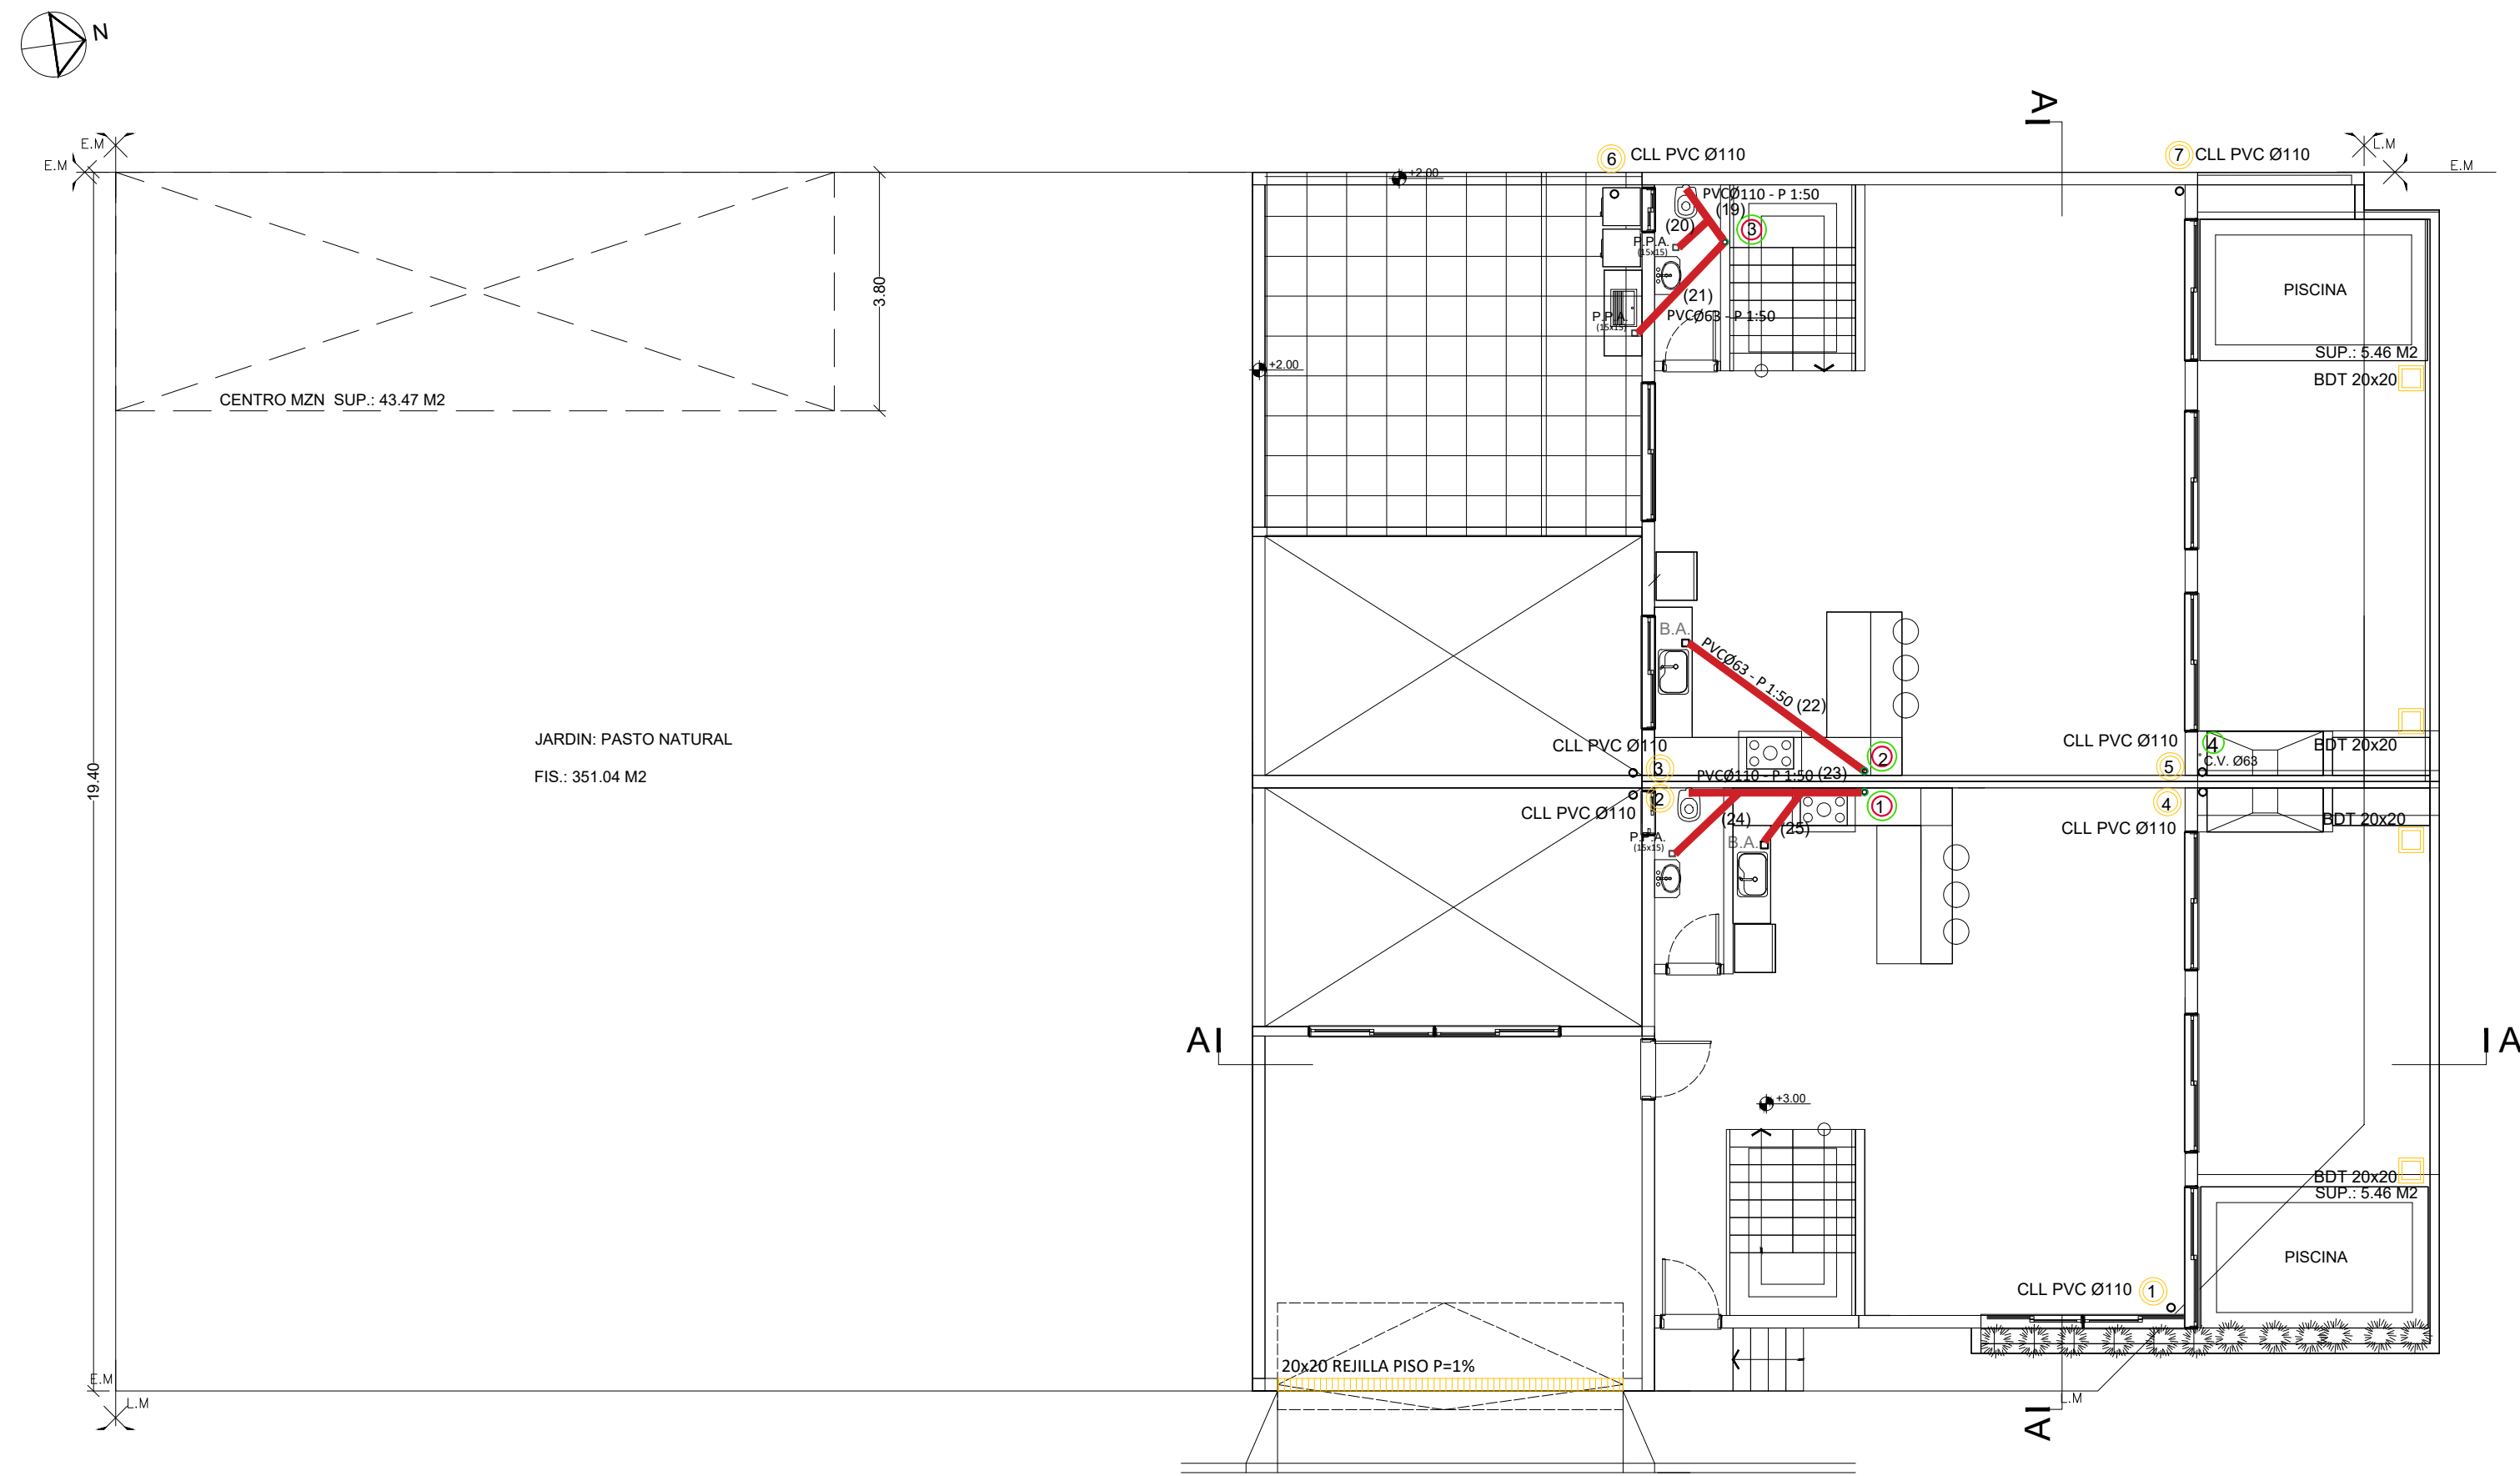 N
AI
E.M
L.M
E.M
E.M
6 CLL PVC Ø110
7 CLL PVC Ø110
+2.00
PVCØ110 - P 1:50
(19)
(20)
3
P.P.A.
(15x15)
3.80
(21)
PISCINA
P.P.A.
(15x15)
PVCØ63 - P 1:50
SUP.: 5.46 M2
+2.00
BDT 20x20
CENTRO MZN SUP.: 43.47 M2
B.A.
PVCØ63 - P 1:50 (22)
JARDIN: PASTO NATURAL
CLL PVC Ø110
CLL PVC Ø110
4
BDT 20x20
2
C.V. Ø63
3
5
FIS.: 351.04 M2
PVCØ110 - P 1:50 (23)
19.40
2
1
4
CLL PVC Ø110
(24)
(25)
BDT 20x20
CLL PVC Ø110
P.P.A.
(15x15)
B.A.
AI
I A
+3.00
BDT 20x20
SUP.: 5.46 M2
PISCINA
CLL PVC Ø110 1
20x20 REJILLA PISO P=1%
E.M
L.M
L.M
AI